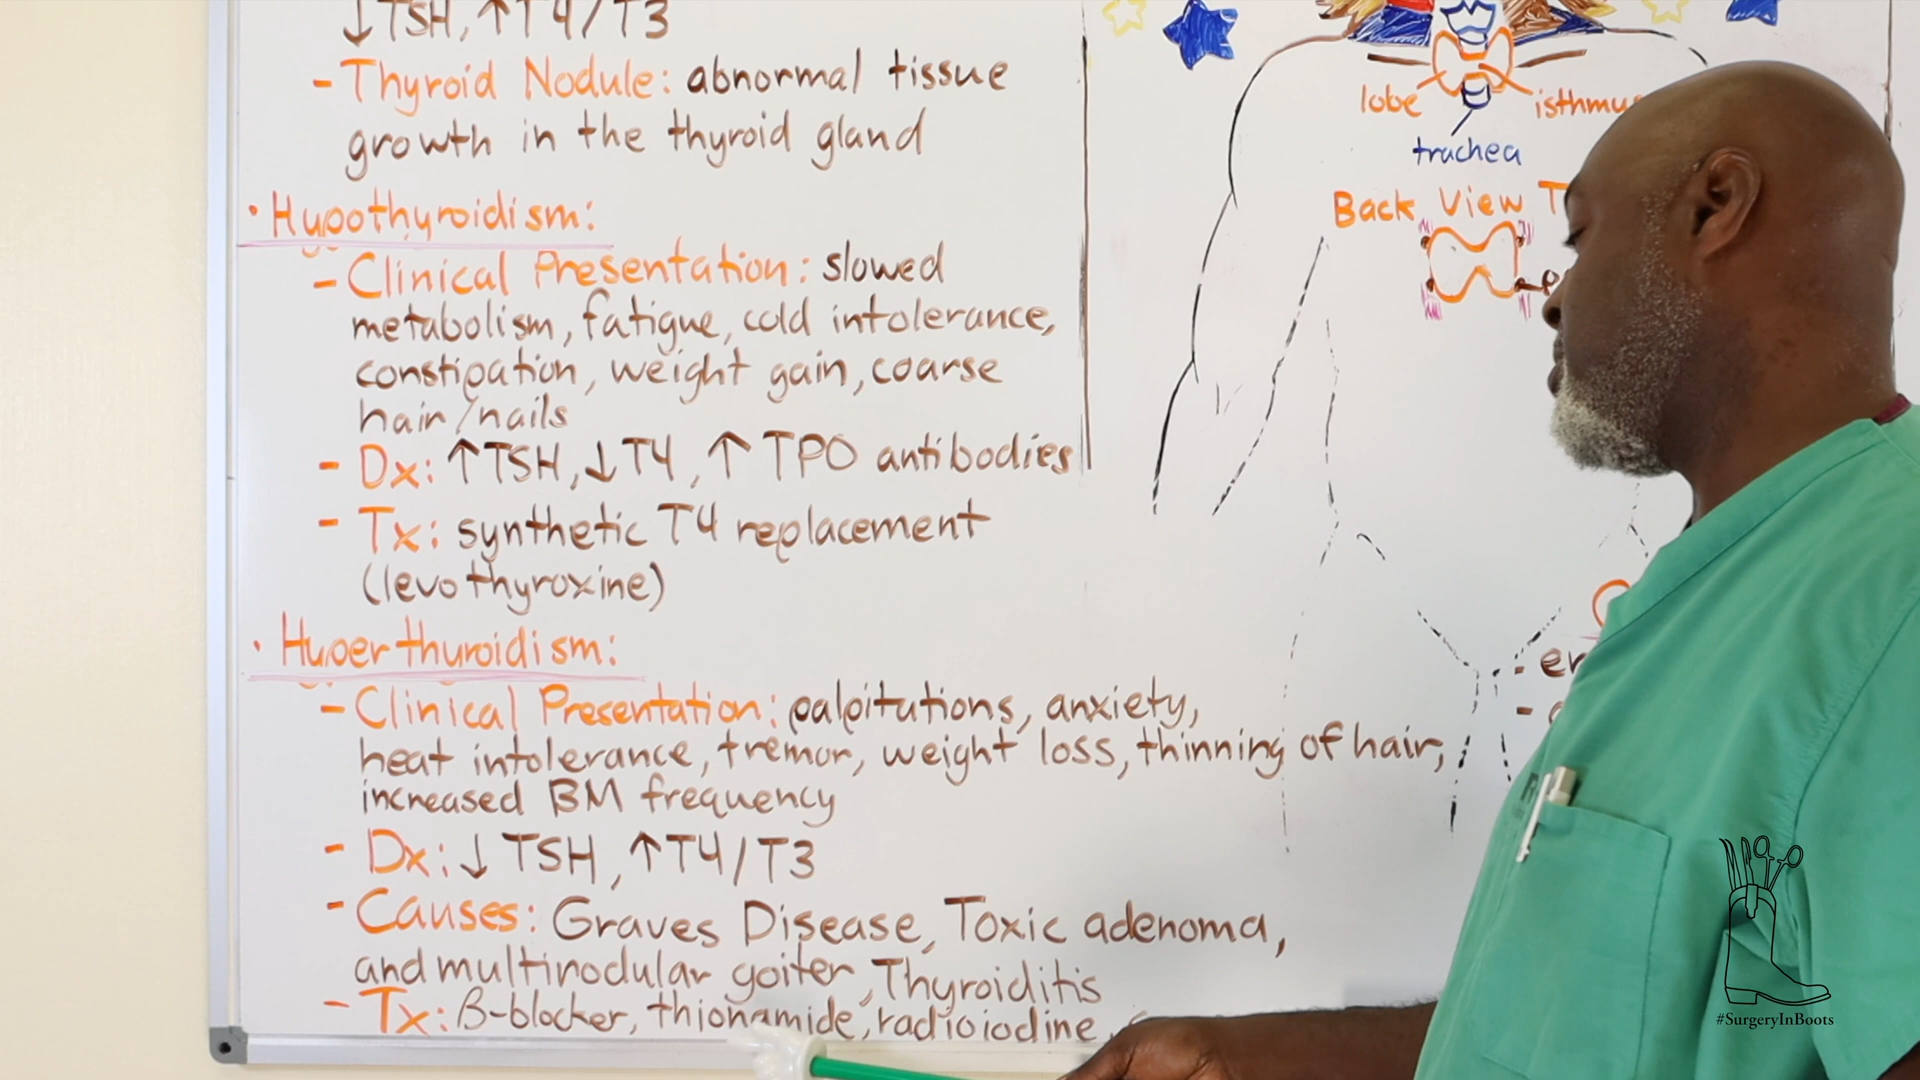 ↓TSH, ↑T4/T3
- Thyroid Nodule: abnormal tissue
growth in the thyroid gland
• Hypothyroidism:
- Clinical Presentation: slowed
metabolism, fatigue, cold intolerance,
constipation, weight gain, coarse
hair/nails
- Dx: ↑TSH, ↓T4, ↑ TPO antibodies
- Tx: synthetic T4 replacement
(levothyroxine)
• Hyperthyroidism:
- Clinical Presentation: palpitations, anxiety,
heat intolerance, tremor, weight loss, thinning of hair,
increased BM frequency
- Dx: ↓ TSH, ↑T4/T3
- Causes: Graves Disease, Toxic adenoma,
and multinodular goiter, Thyroiditis
- Tx: β-blocker, thionamide, radioiodine,
lobe
isthmus
trachea
Back View
#SurgeryInBoots